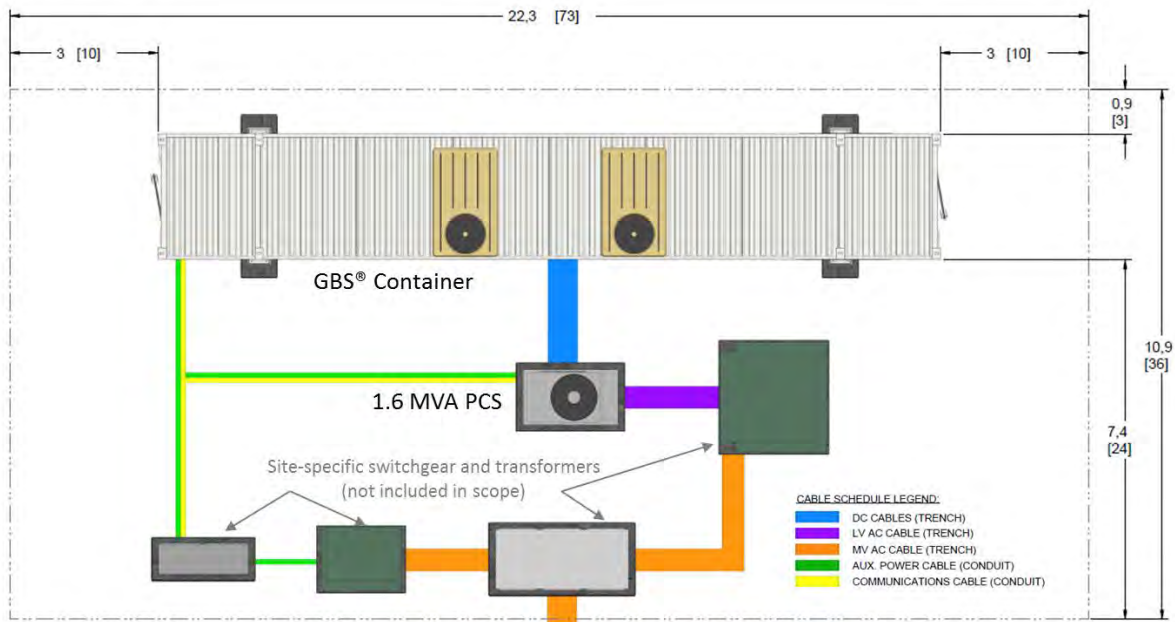 22,3 [73]
3 [10]
3 [10]
0,9
[3]
GBS® Container
10,9
[36]
1.6 MVA PCS
7,4
[24]
Site-specific switchgear and transformers
(not included in scope)
CABLE SCHEDULE LEGEND:
DC CABLES (TRENCH)
LV AC CABLE (TRENCH)
MV AC CABLE (TRENCH)
AUX. POWER CABLE (CONDUIT)
COMMUNICATIONS CABLE (CONDUIT)